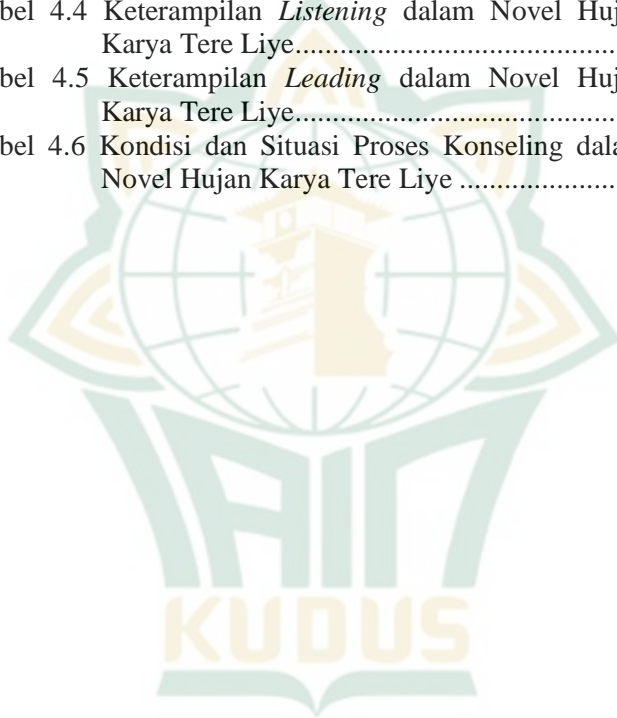 bel 4.4 Keterampilan Listening dalam Novel Huj
Karya Tere Liye............................................
bel 4.5 Keterampilan Leading dalam Novel Huj
Karya Tere Liye............................................
bel 4.6 Kondisi dan Situasi Proses Konseling dala
Novel Hujan Karya Tere Liye .....................
IAIN
KUDUS